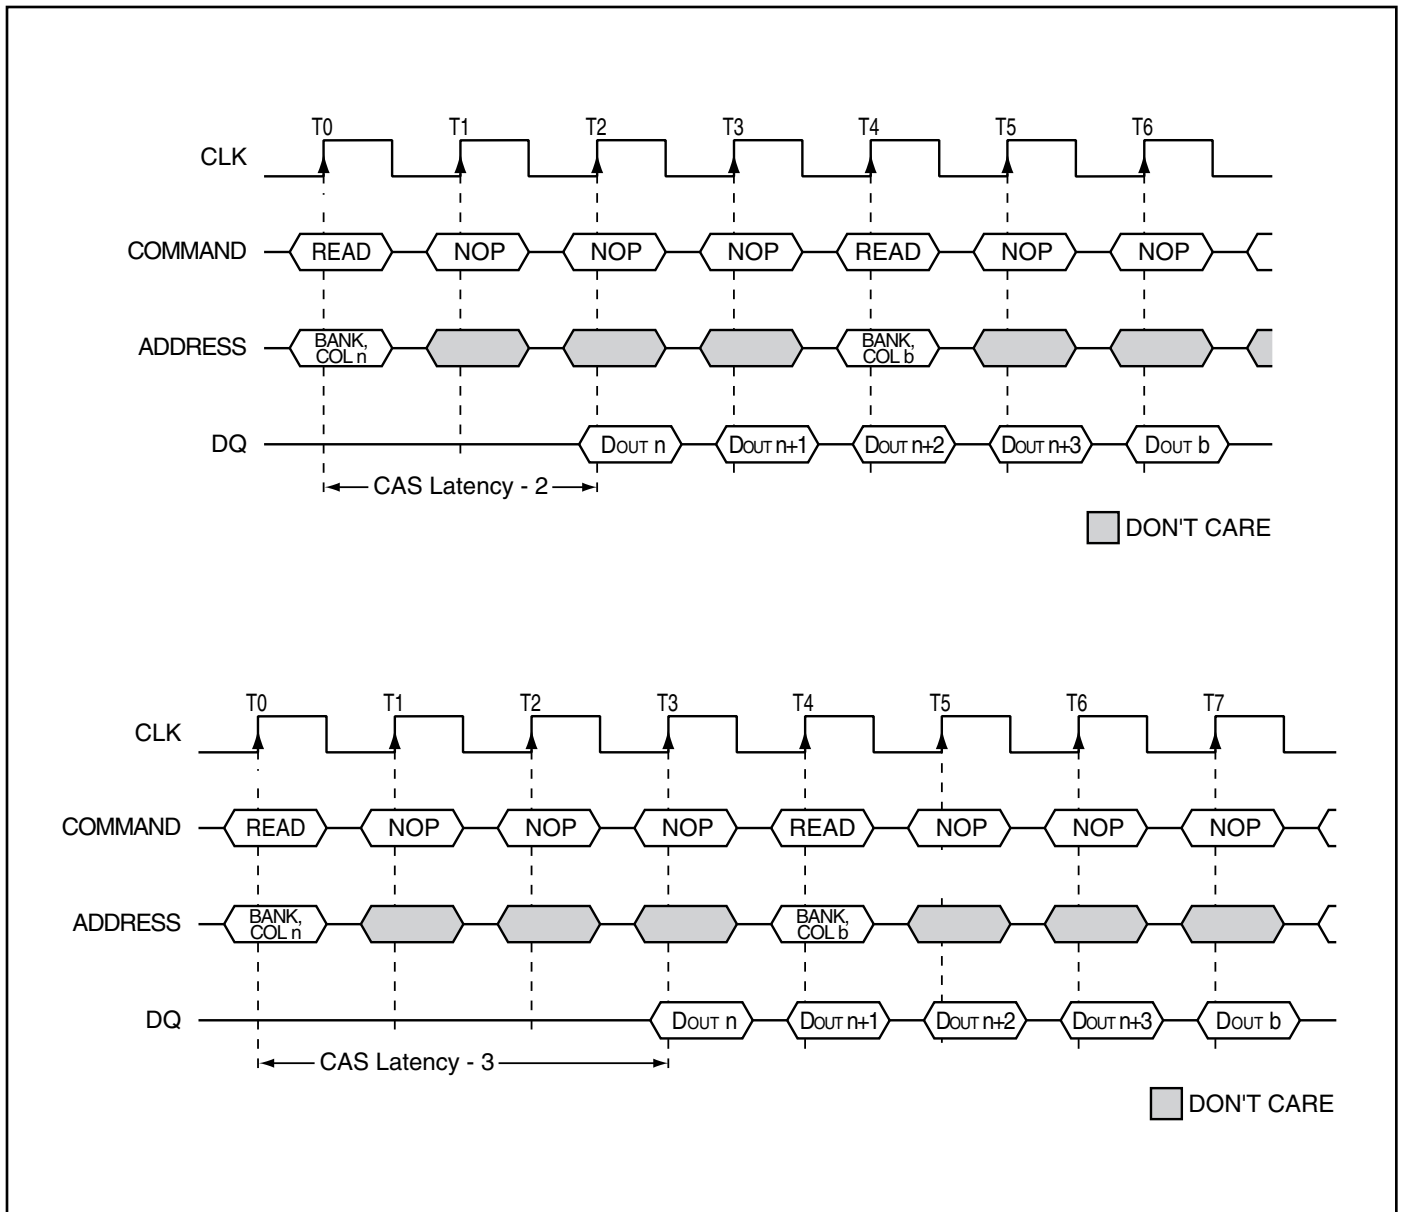 T0 T1 T2 T3 T4 T5 T6
CLK
COMMAND READ NOP NOP NOP READ NOP NOP
ADDRESS BANK, COL n BANK, COL b
DQ DOUT n DOUT n+1 DOUT n+2 DOUT n+3 DOUT b
CAS Latency - 2
DON'T CARE
T0 T1 T2 T3 T4 T5 T6 T7
CLK
COMMAND READ NOP NOP NOP READ NOP NOP NOP
ADDRESS BANK, COL n BANK, COL b
DQ DOUT n DOUT n+1 DOUT n+2 DOUT n+3 DOUT b
CAS Latency - 3
DON'T CARE